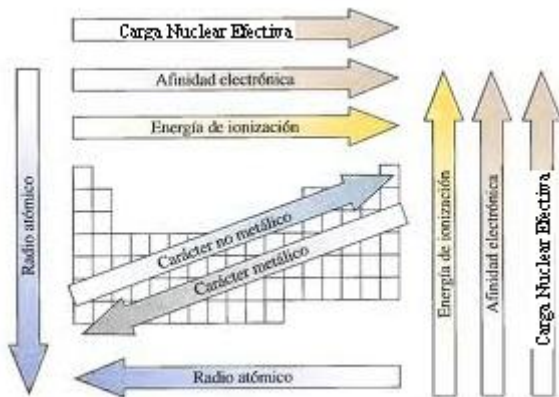 Carga Nuclear Efectiva
Afinidad electrónica
Energía de ionización
Radio atómico
Carácter no metálico
Carácter metálico
Radio atómico
Energía de ionización
Afinidad electrónica
Carga Nuclear Efectiva